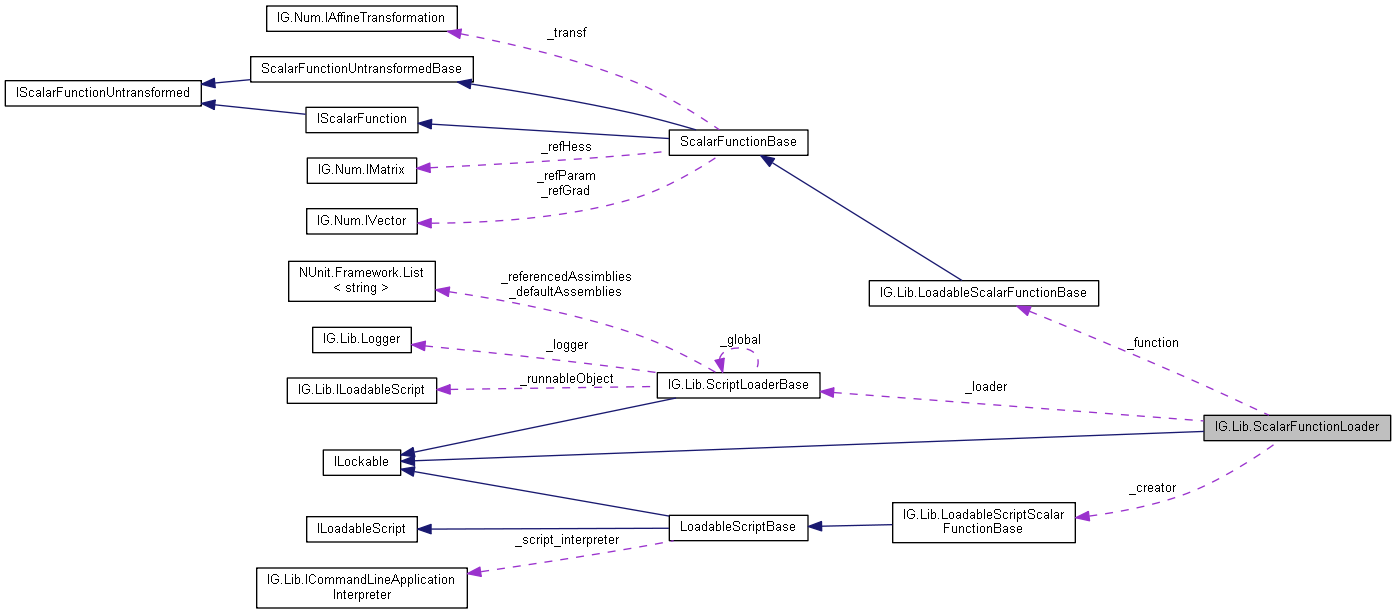 IG.Num.IAffineTransformation
_transf
ScalarFunctionUntransformedBase
IScalarFunctionUntransformed
IScalarFunction
ScalarFunctionBase
_refHess
IG.Num.IMatrix
_refParam
_refGrad
IG.Num.IVector
NUnit.Framework.List
< string >
_referencedAssimblies
_defaultAssemblies
IG.Lib.LoadableScalarFunctionBase
IG.Lib.Logger
_logger
_global
_function
_runnableObject
IG.Lib.ILoadableScript
IG.Lib.ScriptLoaderBase
_loader
IG.Lib.ScalarFunctionLoader
ILockable
_creator
ILoadableScript
LoadableScriptBase
IG.Lib.LoadableScriptScalar
FunctionBase
_script_interpreter
IG.Lib.ICommandLineApplication
Interpreter